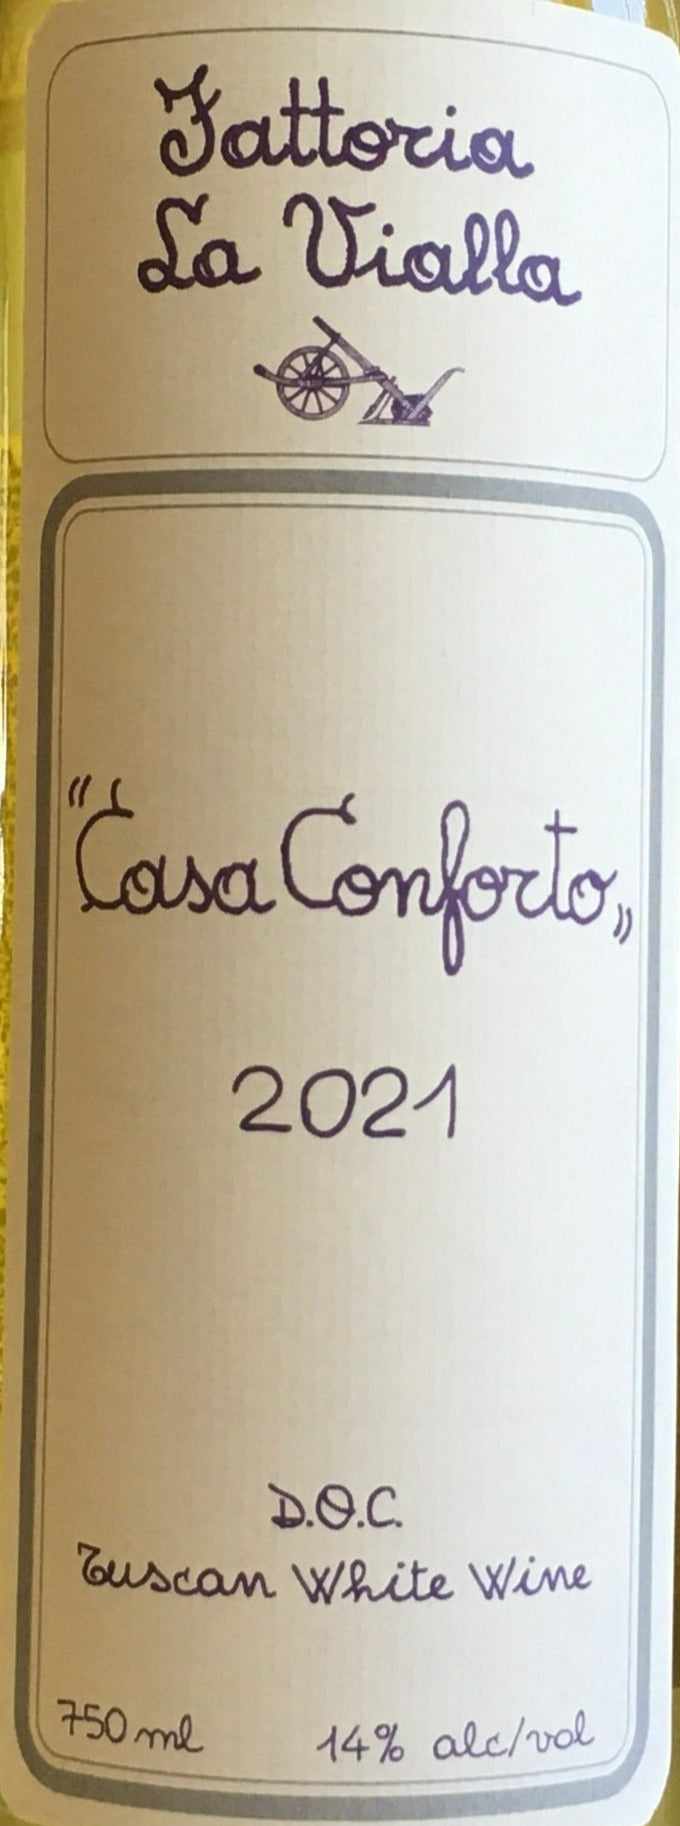 Fattoria
La Vialla
"Casa Conforto„
2021
D.O.C.
Tuscan White Wine
750 ml 14% alc/vol